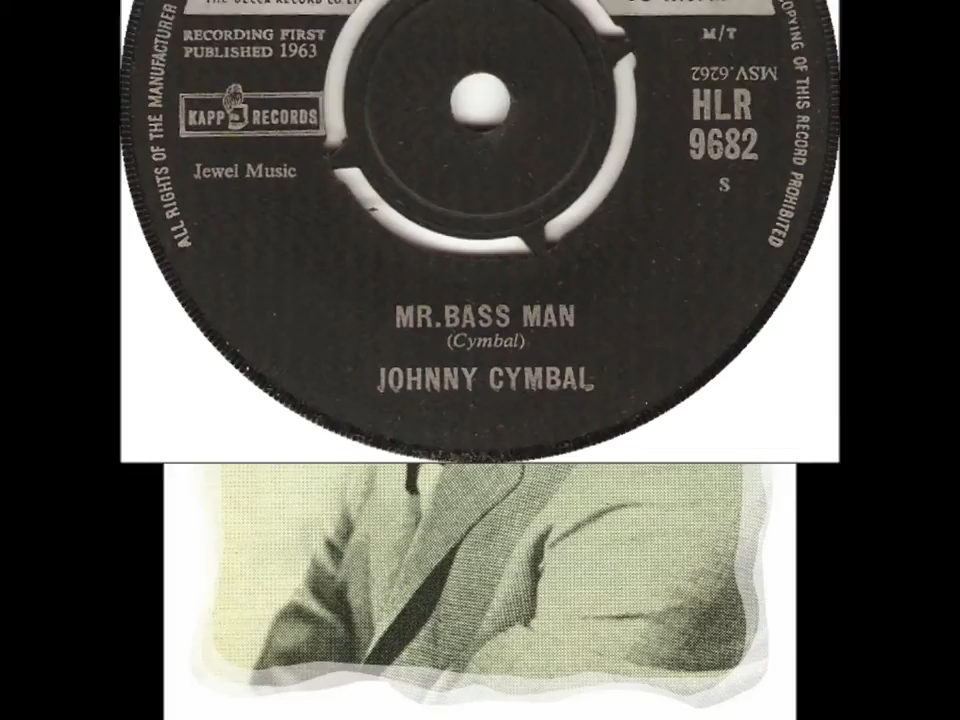 RECORDING FIRST
PUBLISHED 1963
M/T
MSV.6262
KAPP RECORDS
HLR
9682
Jewel Music
S
ALL RIGHTS OF THE MANUFACTURER
COPYING OF THIS RECORD PROHIBITED
MR.BASS MAN
(Cymbal)
JOHNNY CYMBAL